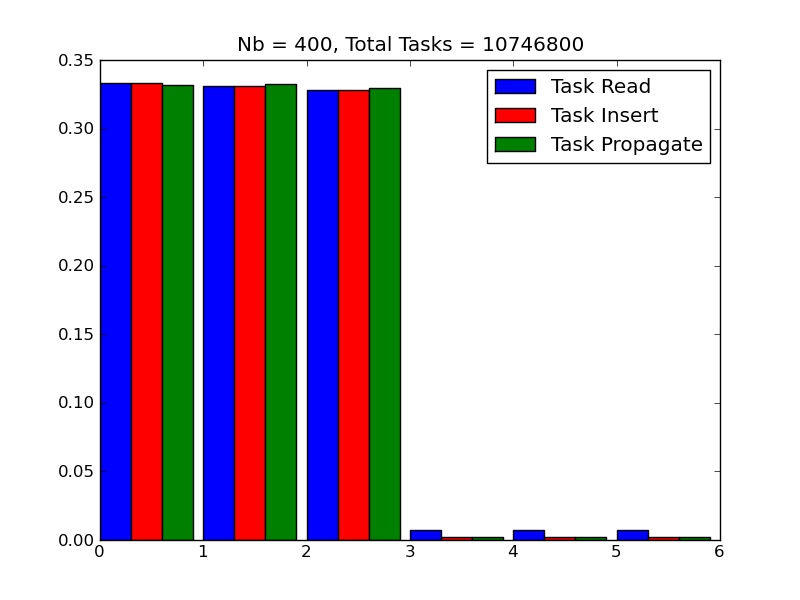 Nb = 400, Total Tasks = 10746800
0.35
0.30
0.25
0.20
0.15
0.10
0.05
0.00
Task Read
Task Insert
Task Propagate
0 1 2 3 4 5 6